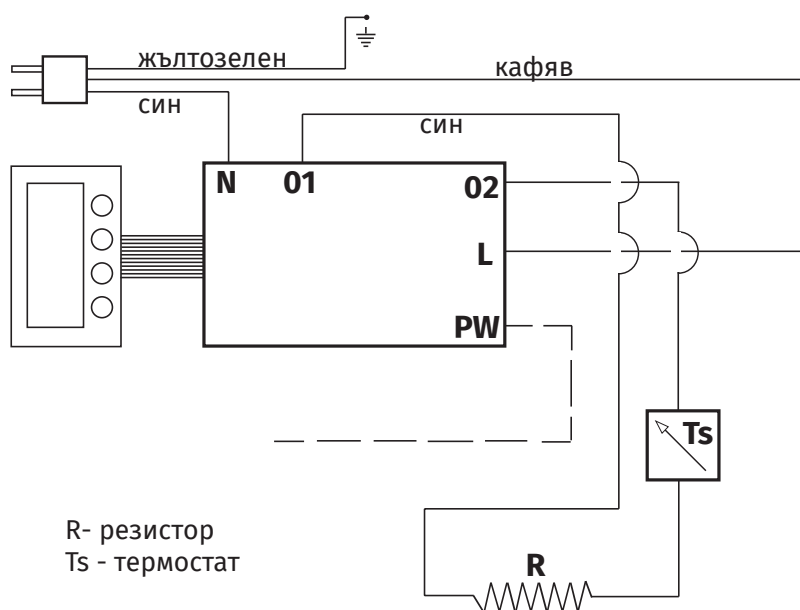 жълтозелен
кафяв
син
син
N
01
02
L
PW
Ts
R
R- резистор
Ts - термостат